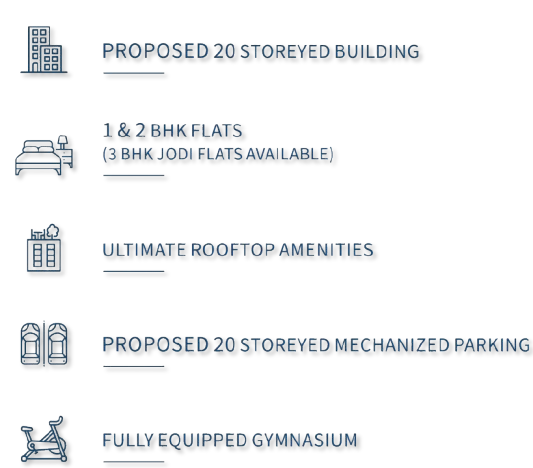 PROPOSED 20 STOREYED BUILDING
1 & 2 BHK FLATS
(3 BHK JODI FLATS AVAILABLE)
ULTIMATE ROOFTOP AMENITIES
PROPOSED 20 STOREYED MECHANIZED PARKING
FULLY EQUIPPED GYMNASIUM